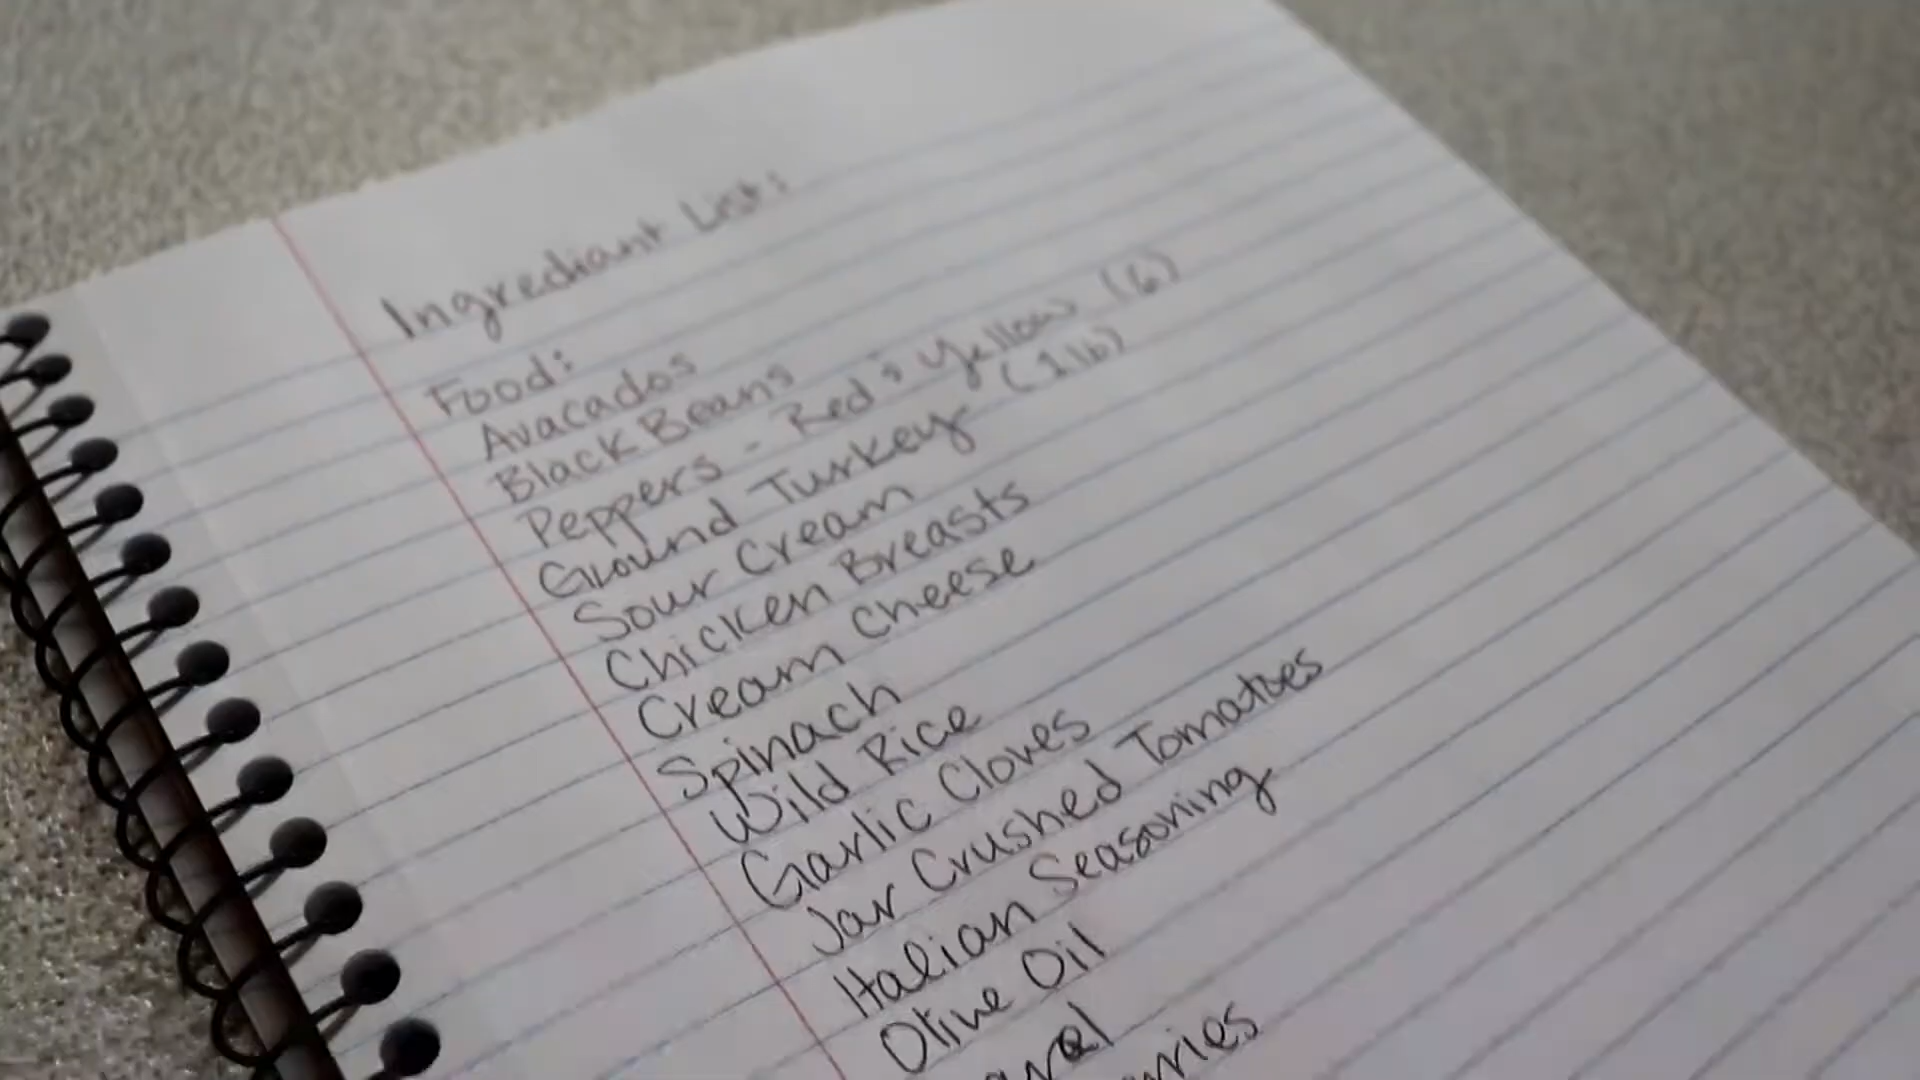 Ingrediant List:
Food:
Avacados
Black Beans
Peppers - Red & Yellow (6)
Ground Turkey (1 lb)
Sour Cream
Chicken Breasts
Cream Cheese
Spinach
Wild Rice
Garlic Cloves
Jar Crushed Tomatoes
Italian Seasoning
Olive Oil